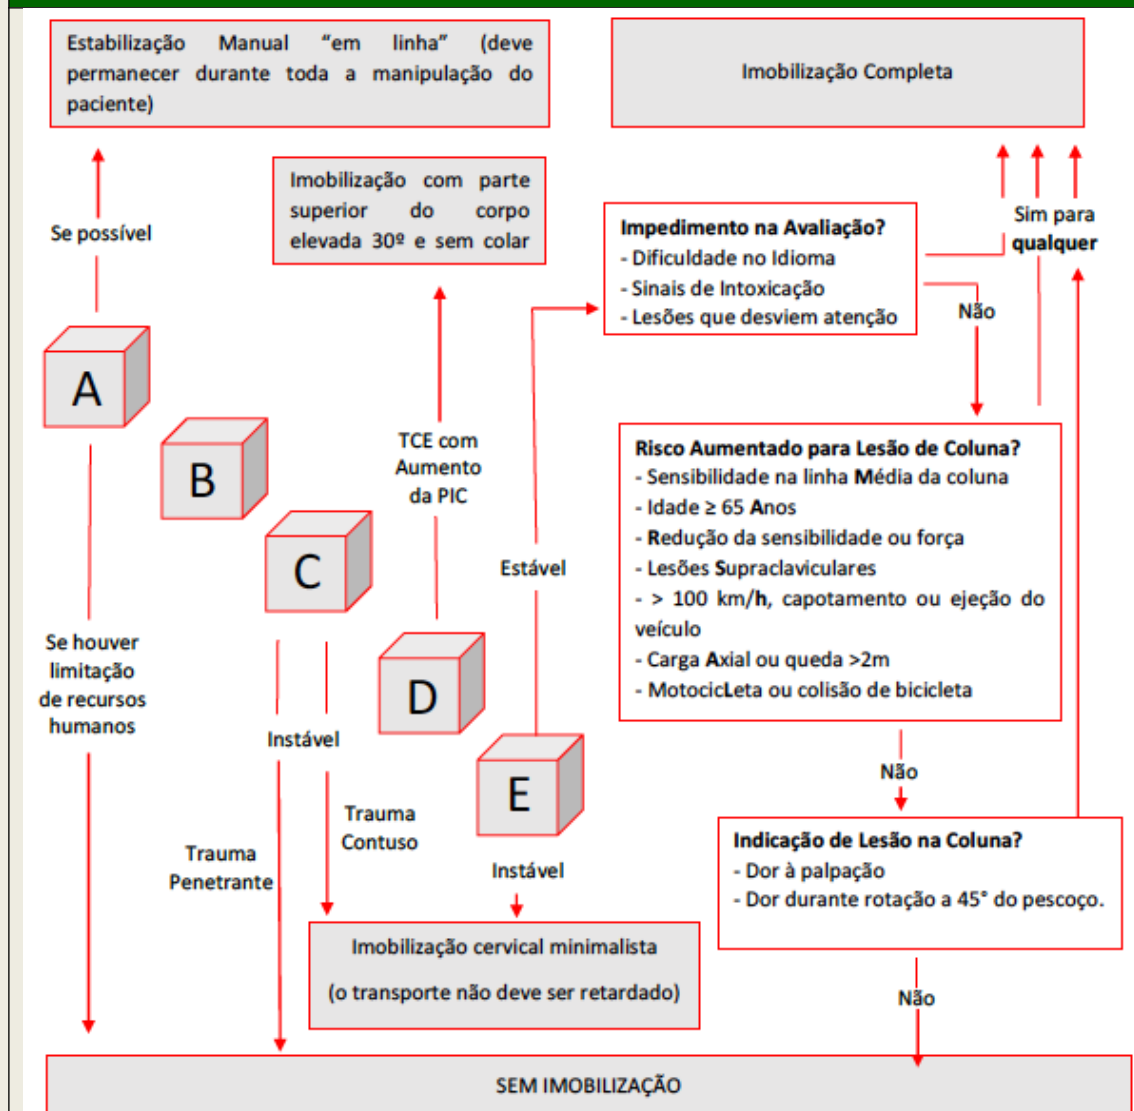 Estabilização Manual “em linha” (deve
permanecer durante toda a manipulação do
paciente)
Imobilização Completa
Imobilização com parte
superior do corpo
elevada 30º e sem colar
Se possível
Impedimento na Avaliação?
- Dificuldade no Idioma
- Sinais de Intoxicação
- Lesões que desviem atenção
Sim para
qualquer
Não
A
B
C
D
E
TCE com
Aumento
da PIC
Estável
Risco Aumentado para Lesão de Coluna?
- Sensibilidade na linha Média da coluna
- Idade ≥ 65 Anos
- Redução da sensibilidade ou força
- Lesões Supraclaviculares
- > 100 km/h, capotamento ou ejeção do
veículo
- Carga Axial ou queda >2m
- MotocicLeta ou colisão de bicicleta
Se houver
limitação
de recursos
humanos
Instável
Trauma
Contuso
Trauma
Penetrante
Instável
Não
Indicação de Lesão na Coluna?
- Dor à palpação
- Dor durante rotação a 45° do pescoço.
Imobilização cervical minimalista
(o transporte não deve ser retardado)
Não
SEM IMOBILIZAÇÃO